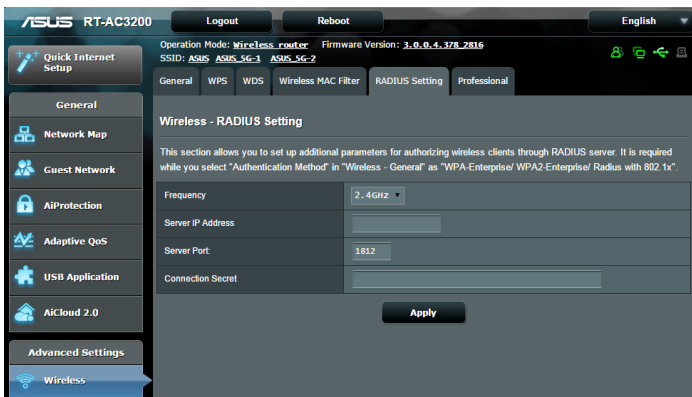 ASUS RT-AC3200 Logout Reboot English
Operation Mode: Wireless router Firmware Version: 3.0.0.4.378_2816
SSID: ASUS ASUS_5G-1 ASUS_5G-2
Quick Internet
Setup
General WPS WDS Wireless MAC Filter RADIUS Setting Professional
General
Network Map
Guest Network
AiProtection
Adaptive QoS
USB Application
AiCloud 2.0
Advanced Settings
Wireless
Wireless - RADIUS Setting
This section allows you to set up additional parameters for authorizing wireless clients through RADIUS server. It is required
while you select "Authentication Method" in "Wireless - General" as "WPA-Enterprise/ WPA2-Enterprise/ Radius with 802.1x".
Frequency 2.4GHz
Server IP Address
Server Port: 1812
Connection Secret
Apply